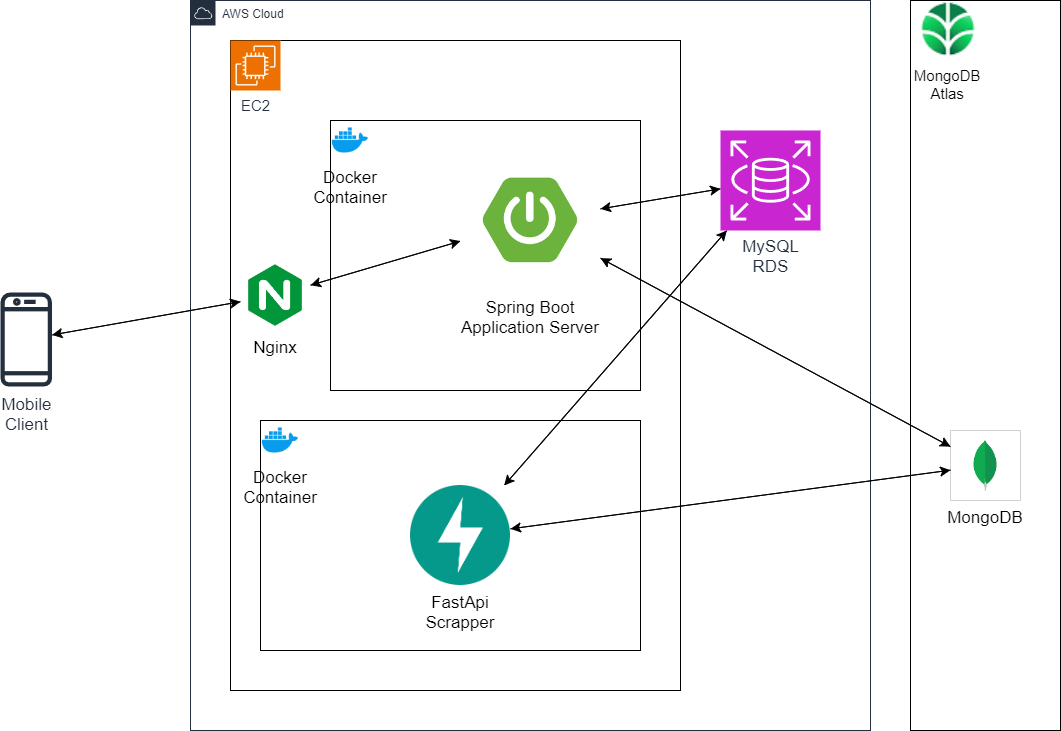 AWS Cloud
EC2
Docker
Container
Spring Boot
Application Server
MySQL
RDS
MongoDB
Atlas
N
Nginx
Mobile
Client
Docker
Container
FastApi
Scrapper
MongoDB